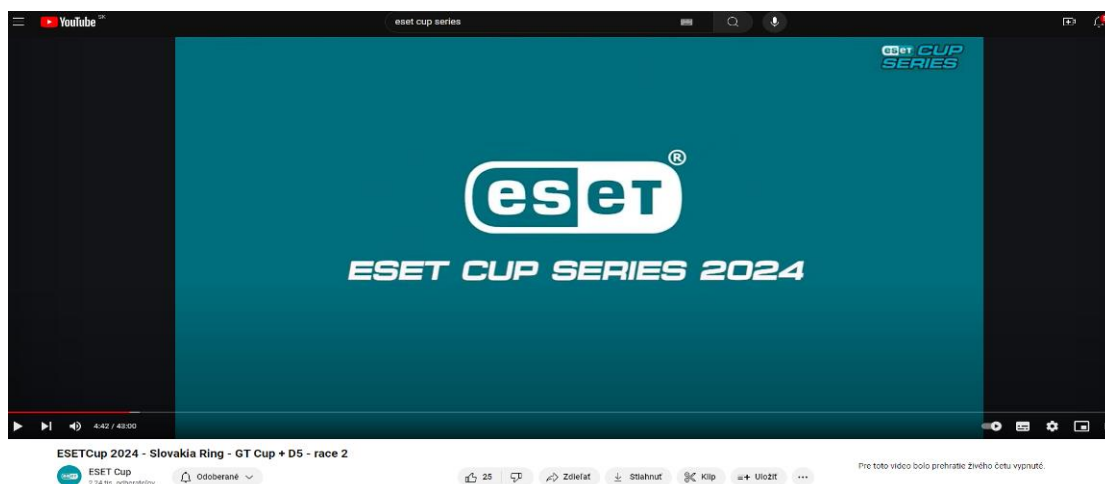 YouTube SK
eset cup series
eset CUP
SERIES
eset®
ESET CUP SERIES 2024
4:42 / 43:00
ESETCup 2024 - Slovakia Ring - GT Cup + D5 - race 2
eset
ESET Cup
Odoberané
25
Zdieľať
Stiahnuť
Klip
Uložiť
Pre toto video bolo prehratie živého četu vypnuté.